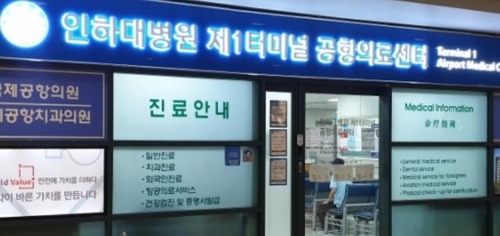 인하대병원 제1터미널 공항의료센터
Terminal 1
Airport Medical
국제공항의원
공항치과의원
진료안내
• 일반진료
• 치과진료
• 외국인진료
• 항공의료서비스
• 건강검진 및 증명서발급
Medical Information
诊疗指南
• General medical service
• Dental service
• Medical service for foreigners
• Aviation medical service
• Physical check-up for certification
Value 안전에 가치를 더하다
바른 가치를 만듭니다